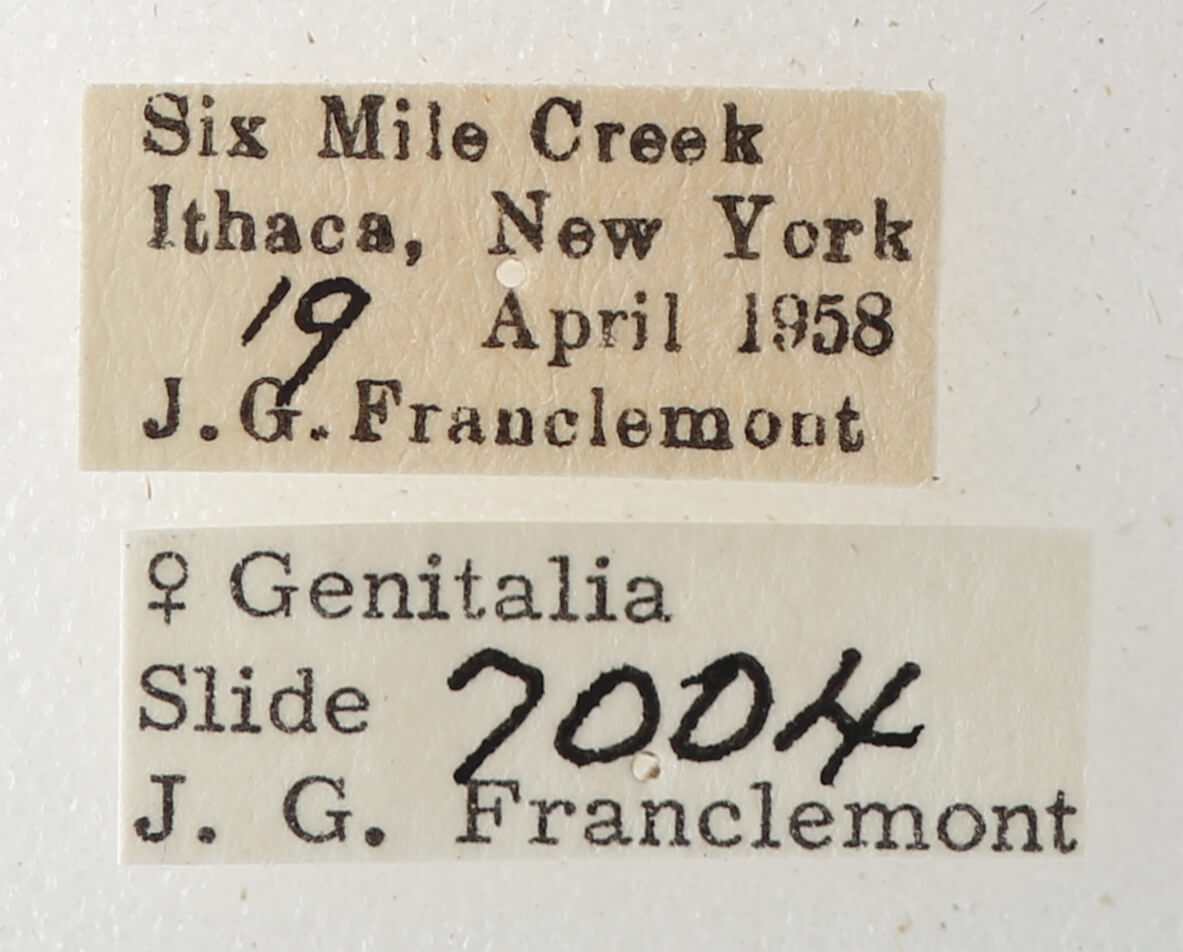 Six Mile Creek
Ithaca, New York
19 April 1958
J. G. Franclemont
♀ Genitalia
Slide 7004
J. G. Franclemont